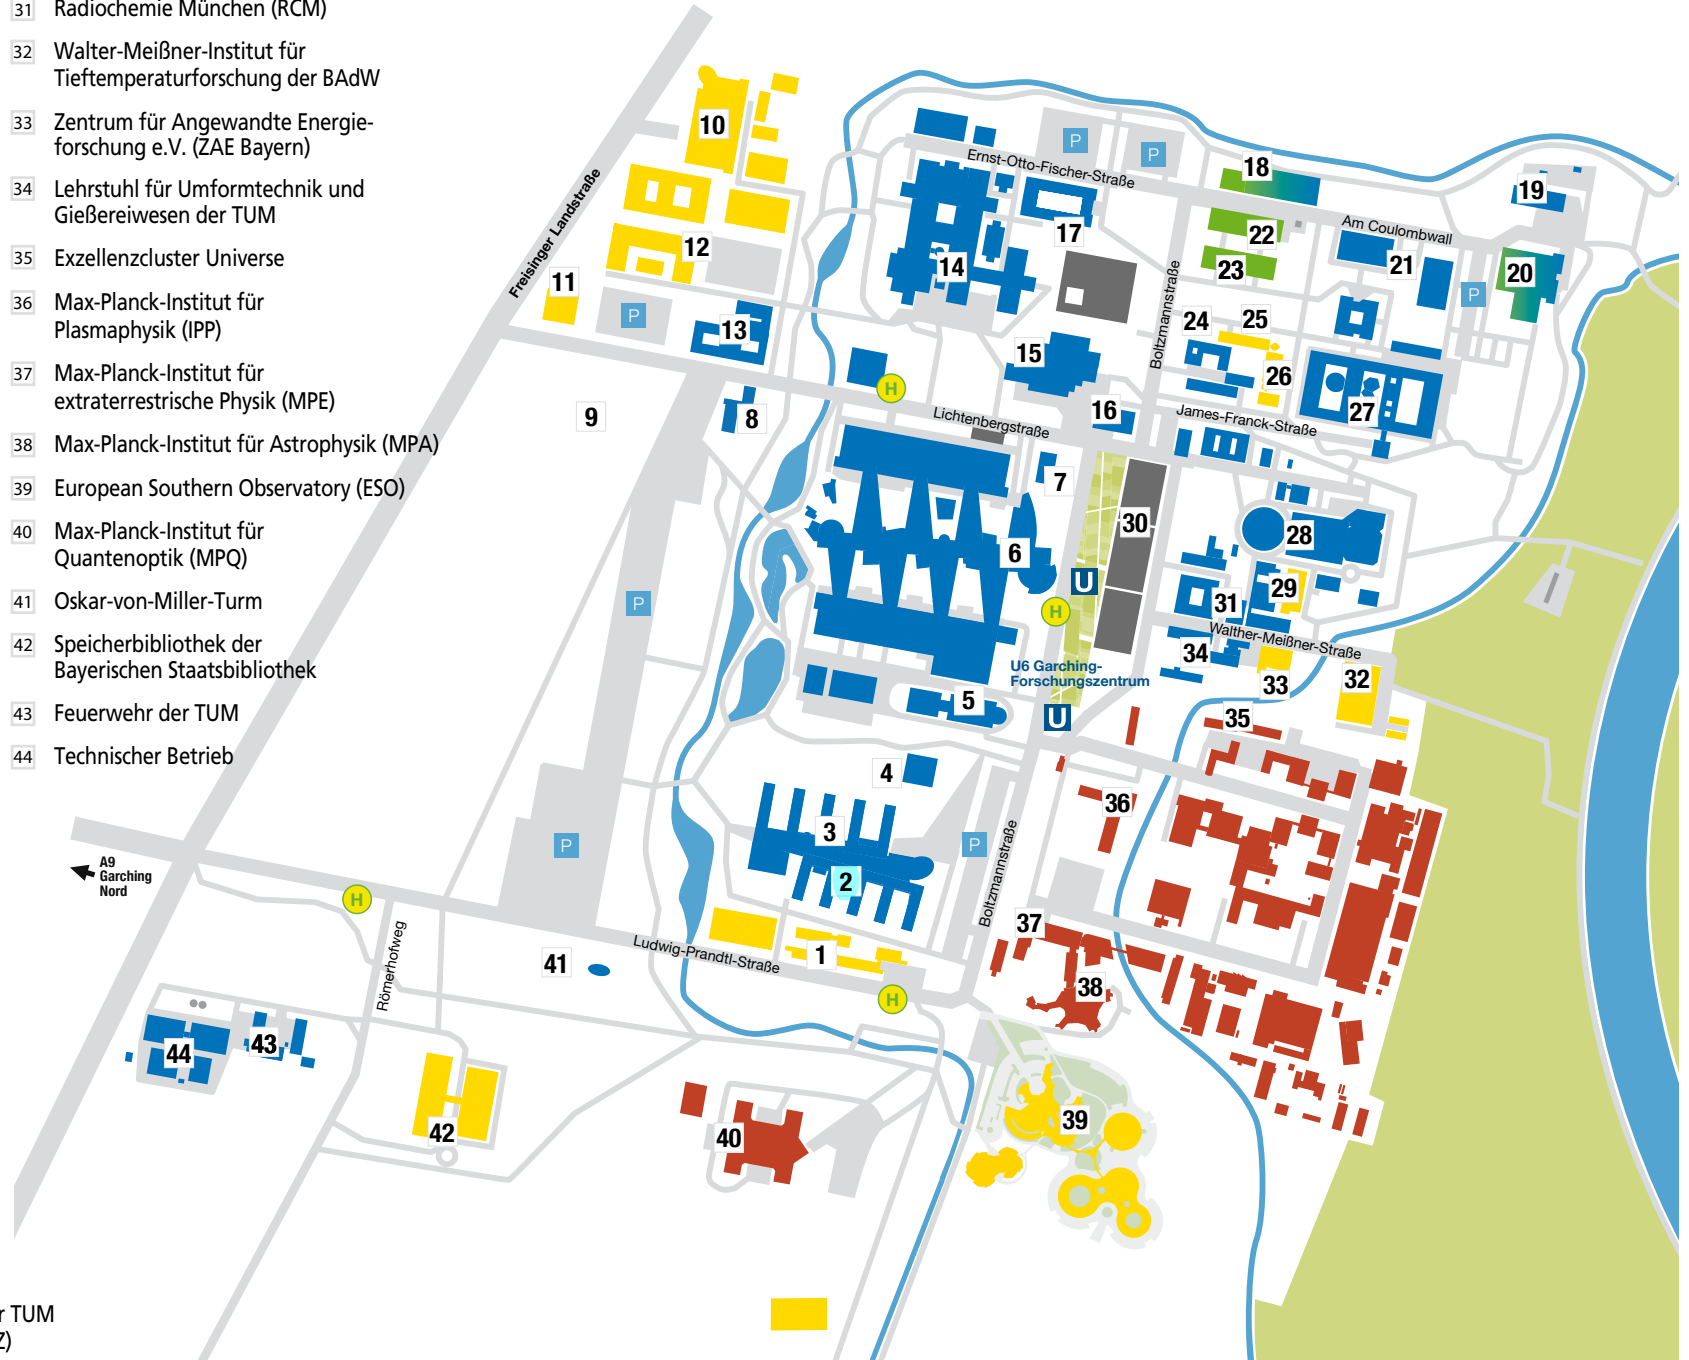 31 Radiochemie München (RCM)
32 Walter-Meißner-Institut für
Tieftemperaturforschung der BAdW
33 Zentrum für Angewandte Energie-
forschung e.V. (ZAE Bayern)
34 Lehrstuhl für Umformtechnik und
Gießereiwesen der TUM
35 Exzellenzcluster Universe
36 Max-Planck-Institut für
Plasmaphysik (IPP)
37 Max-Planck-Institut für
extraterrestrische Physik (MPE)
38 Max-Planck-Institut für Astrophysik (MPA)
39 European Southern Observatory (ESO)
40 Max-Planck-Institut für
Quantenoptik (MPQ)
41 Oskar-von-Miller-Turm
42 Speicherbibliothek der
Bayerischen Staatsbibliothek
43 Feuerwehr der TUM
44 Technischer Betrieb
TUM
Z)
10
P
P
Ernst-Otto-Fischer-Straße
18
19
Freisinger Landstraße
12
17
22
Am Coulombwall
21
14
23
20
11
P
13
P
Boltzmannstraße
24
25
15
26
H
9
8
Lichtenbergstraße
16
James-Franck-Straße
27
7
30
28
6
U
29
P
H
31
Walther-Meißner-Straße
34
U6 Garching-
Forschungszentrum
33
32
5
U
35
4
36
3
P
P
Boltzmannstraße
2
A9
Garching
Nord
H
Römerhofweg
37
Ludwig-Prandtl-Straße
1
41
38
H
43
44
39
42
40